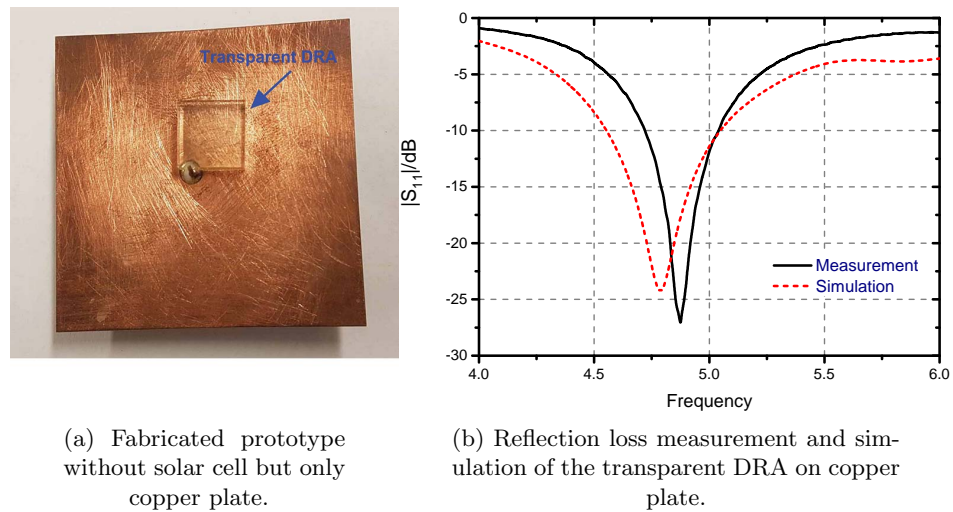 Transparent DRA
0
-5
-10
-15
-20
-25
-30
|S11|/dB
Measurement
Simulation
4.0 4.5 5.0 5.5 6.0
Frequency
(a) Fabricated prototype
without solar cell but only
copper plate.
(b) Reflection loss measurement and sim-
ulation of the transparent DRA on copper
plate.